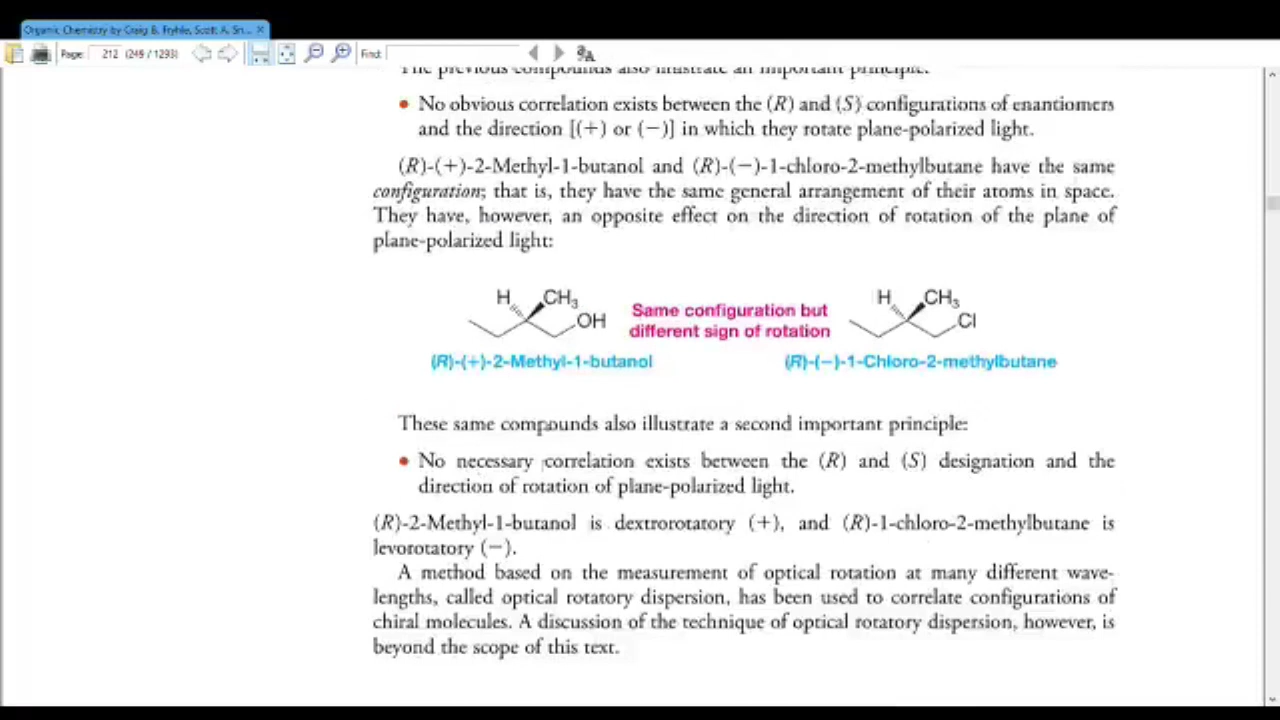 Organic Chemistry by Craig B. Fryhle, Scott A. Sn...
Page: 212 (249 / 1293) Find:
The previous compounds also illustrate an important principle.
• No obvious correlation exists between the (R) and (S) configurations of enantiomers
and the direction [(+) or (−)] in which they rotate plane-polarized light.
(R)-(+)-2-Methyl-1-butanol and (R)-(−)-1-chloro-2-methylbutane have the same
configuration; that is, they have the same general arrangement of their atoms in space.
They have, however, an opposite effect on the direction of rotation of the plane of
plane-polarized light:
H CH3
OH
Same configuration but
different sign of rotation
H CH3
Cl
(R)-(+)-2-Methyl-1-butanol
(R)-(−)-1-Chloro-2-methylbutane
These same compounds also illustrate a second important principle:
• No necessary correlation exists between the (R) and (S) designation and the
direction of rotation of plane-polarized light.
(R)-2-Methyl-1-butanol is dextrorotatory (+), and (R)-1-chloro-2-methylbutane is
levorotatory (−).
A method based on the measurement of optical rotation at many different wave-
lengths, called optical rotatory dispersion, has been used to correlate configurations of
chiral molecules. A discussion of the technique of optical rotatory dispersion, however, is
beyond the scope of this text.